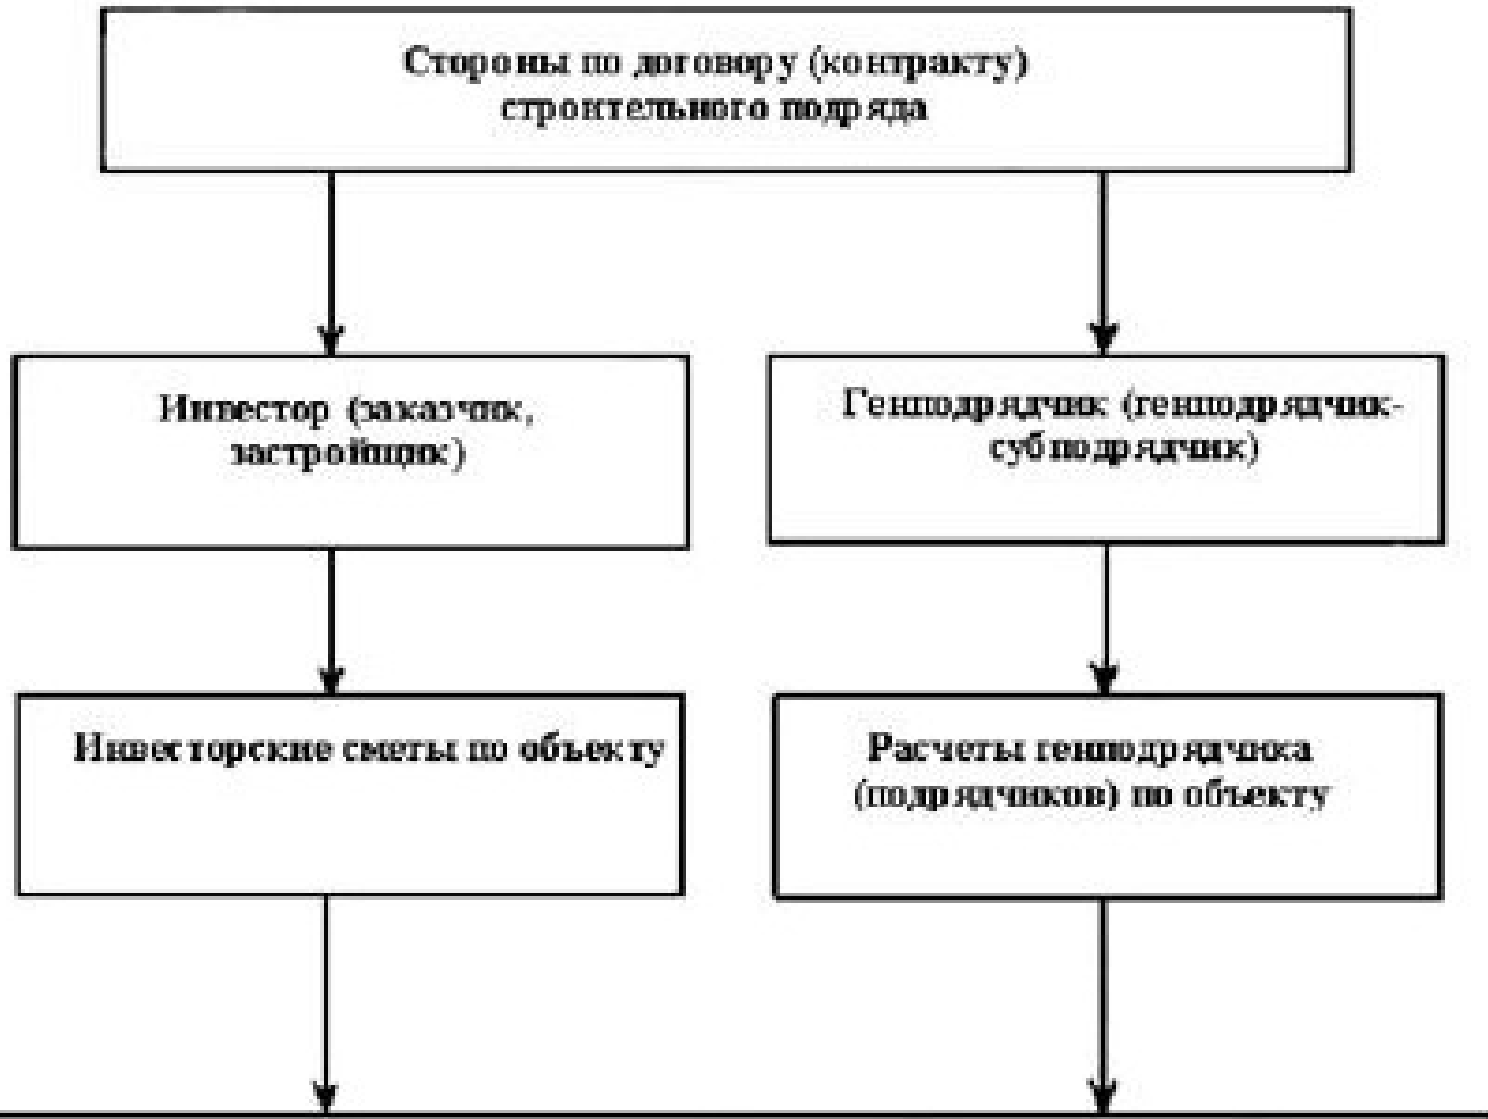 Стороны по договору (контракту)
строительного подряда
Инвестор (заказчик,
застройщик)
Генподрядчик (генподрядчик-
субподрядчик)
Инвесторские сметы по объекту
Расчеты генподрядчика
(подрядчиков) по объекту